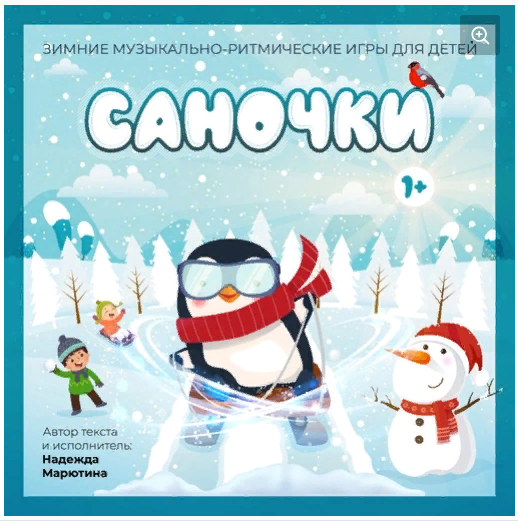 ЗИМНИЕ МУЗЫКАЛЬНО-РИТМИЧЕСКИЕ ИГРЫ ДЛЯ ДЕТЕЙ
САНОЧКИ
1+
Автор текста
и исполнитель:
Надежда
Марютина